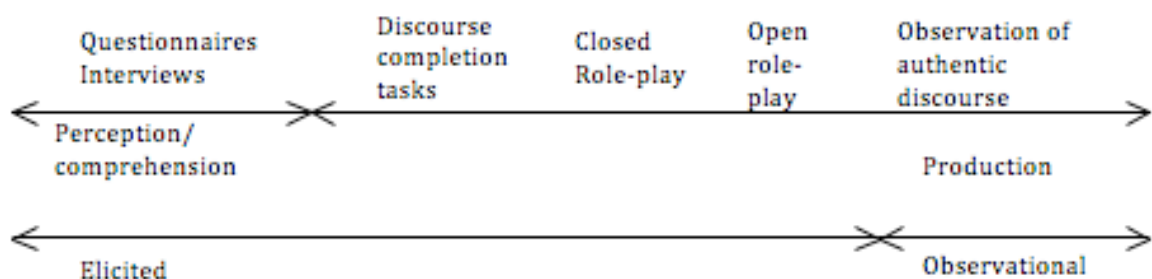 Questionnaires
Interviews
Discourse
completion
tasks
Closed
Role-play
Open
role-
play
Observation of
authentic
discourse
Perception/
comprehension
Production
Elicited
Observational